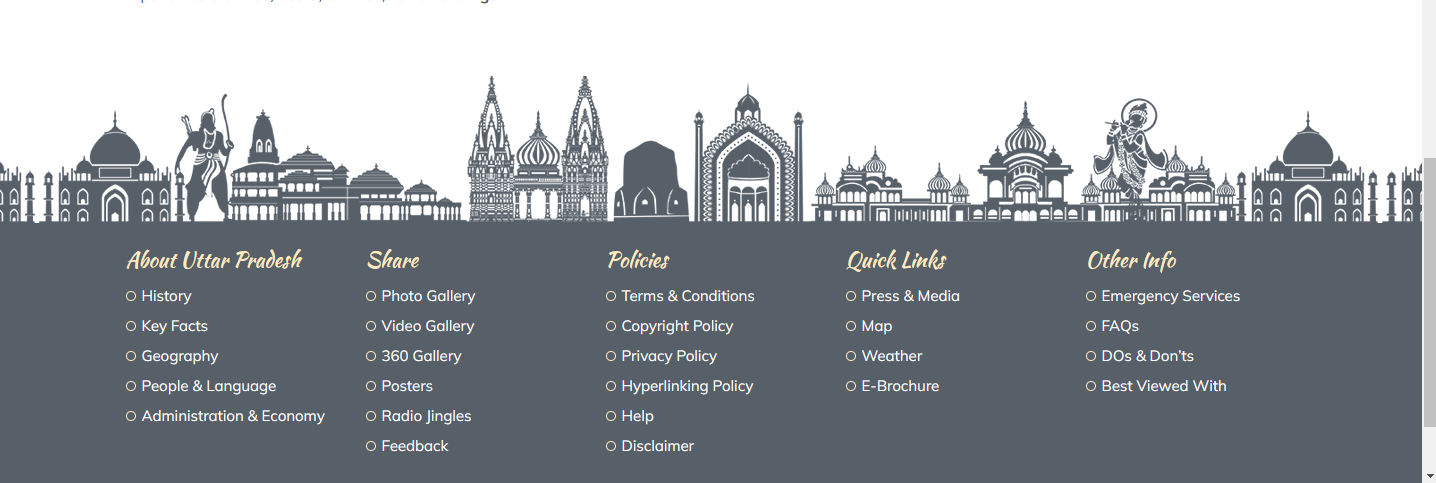 About Uttar Pradesh
History
Key Facts
Geography
People & Language
Administration & Economy
Share
Photo Gallery
Video Gallery
360 Gallery
Posters
Radio Jingles
Feedback
Policies
Terms & Conditions
Copyright Policy
Privacy Policy
Hyperlinking Policy
Help
Disclaimer
Quick Links
Press & Media
Map
Weather
E-Brochure
Other Info
Emergency Services
FAQs
DOs & Don'ts
Best Viewed With